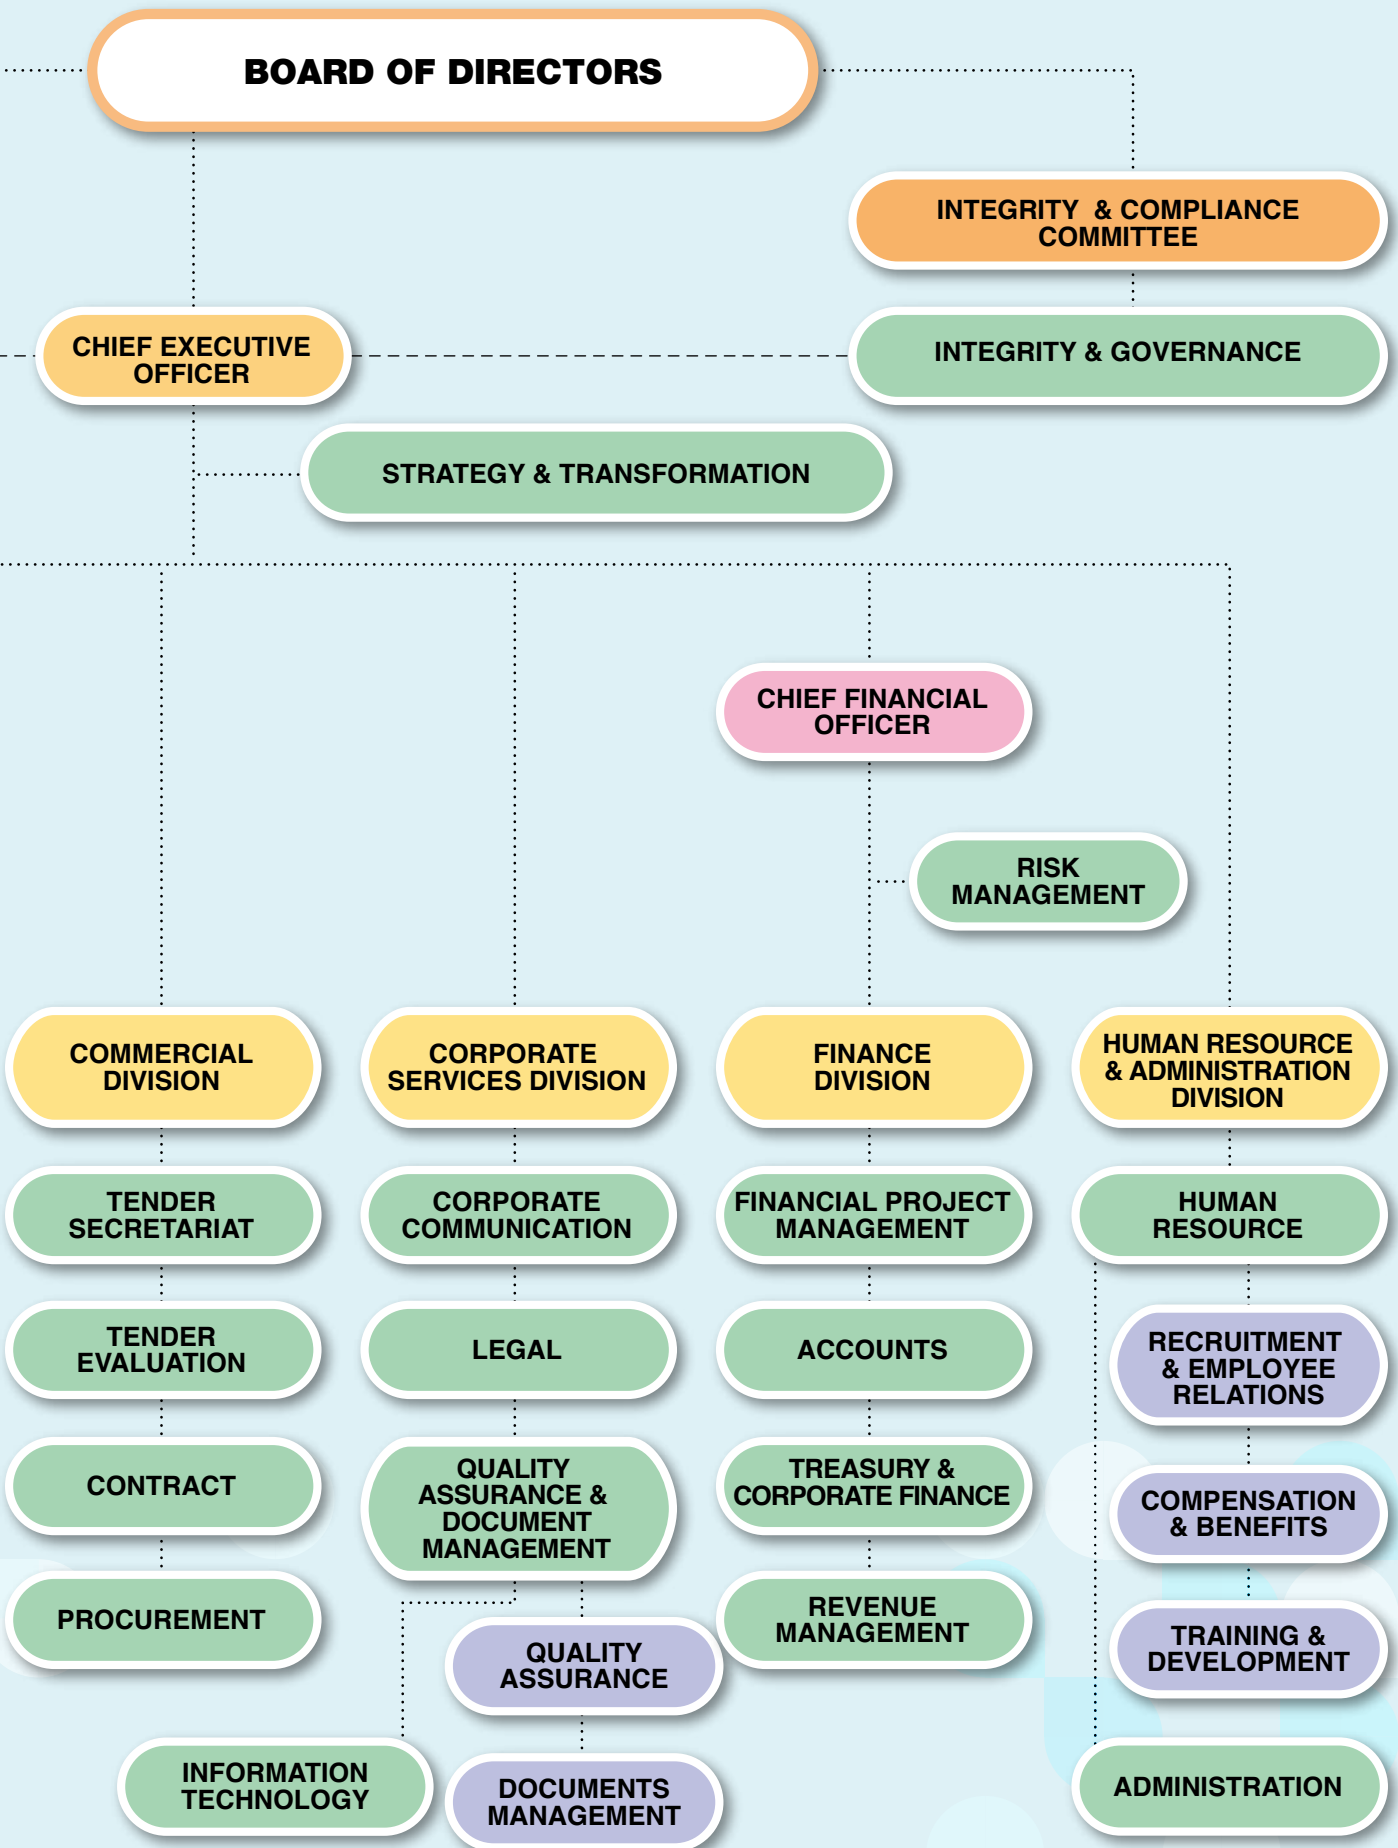 BOARD OF DIRECTORS
INTEGRITY & COMPLIANCE
COMMITTEE
CHIEF EXECUTIVE
OFFICER
INTEGRITY & GOVERNANCE
STRATEGY & TRANSFORMATION
CHIEF FINANCIAL
OFFICER
RISK
MANAGEMENT
COMMERCIAL
DIVISION
TENDER
SECRETARIAT
TENDER
EVALUATION
CONTRACT
PROCUREMENT
CORPORATE
SERVICES DIVISION
CORPORATE
COMMUNICATION
LEGAL
QUALITY
ASSURANCE &
DOCUMENT
MANAGEMENT
QUALITY
ASSURANCE
INFORMATION
TECHNOLOGY
DOCUMENTS
MANAGEMENT
FINANCE
DIVISION
FINANCIAL PROJECT
MANAGEMENT
ACCOUNTS
TREASURY &
CORPORATE FINANCE
REVENUE
MANAGEMENT
HUMAN RESOURCE
& ADMINISTRATION
DIVISION
HUMAN
RESOURCE
RECRUITMENT
& EMPLOYEE
RELATIONS
COMPENSATION
& BENEFITS
TRAINING &
DEVELOPMENT
ADMINISTRATION